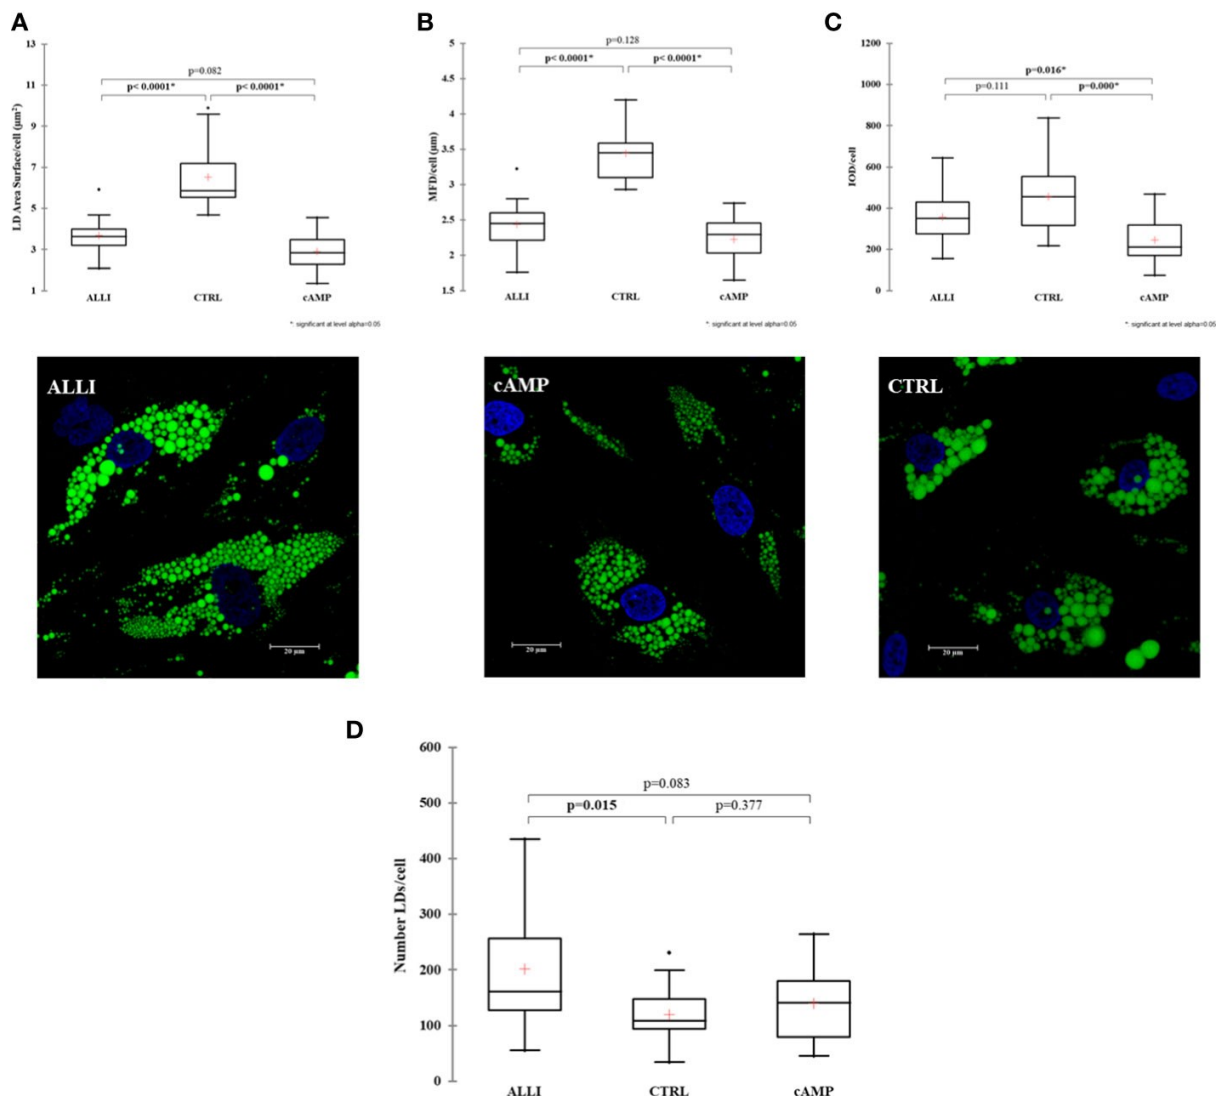 A
LD Area Surface/cell (µm²)
13
11
9
7
5
3
1
p=0.082
p< 0.0001* p< 0.0001*
ALLI CTRL cAMP
*: significant at level alpha=0.05
B
MFD/cell (µm)
5
4.5
4
3.5
3
2.5
2
1.5
p=0.128
p< 0.0001* p< 0.0001*
ALLI CTRL cAMP
*: significant at level alpha=0.05
C
IOD/cell
1200
1000
800
600
400
200
0
p=0.016*
p=0.111 p=0.000*
ALLI CTRL cAMP
*: significant at level alpha=0.05
ALLI
20 µm
cAMP
20 µm
CTRL
20 µm
D
Number LDs/cell
600
500
400
300
200
100
0
p=0.083
p=0.015 p=0.377
ALLI CTRL cAMP